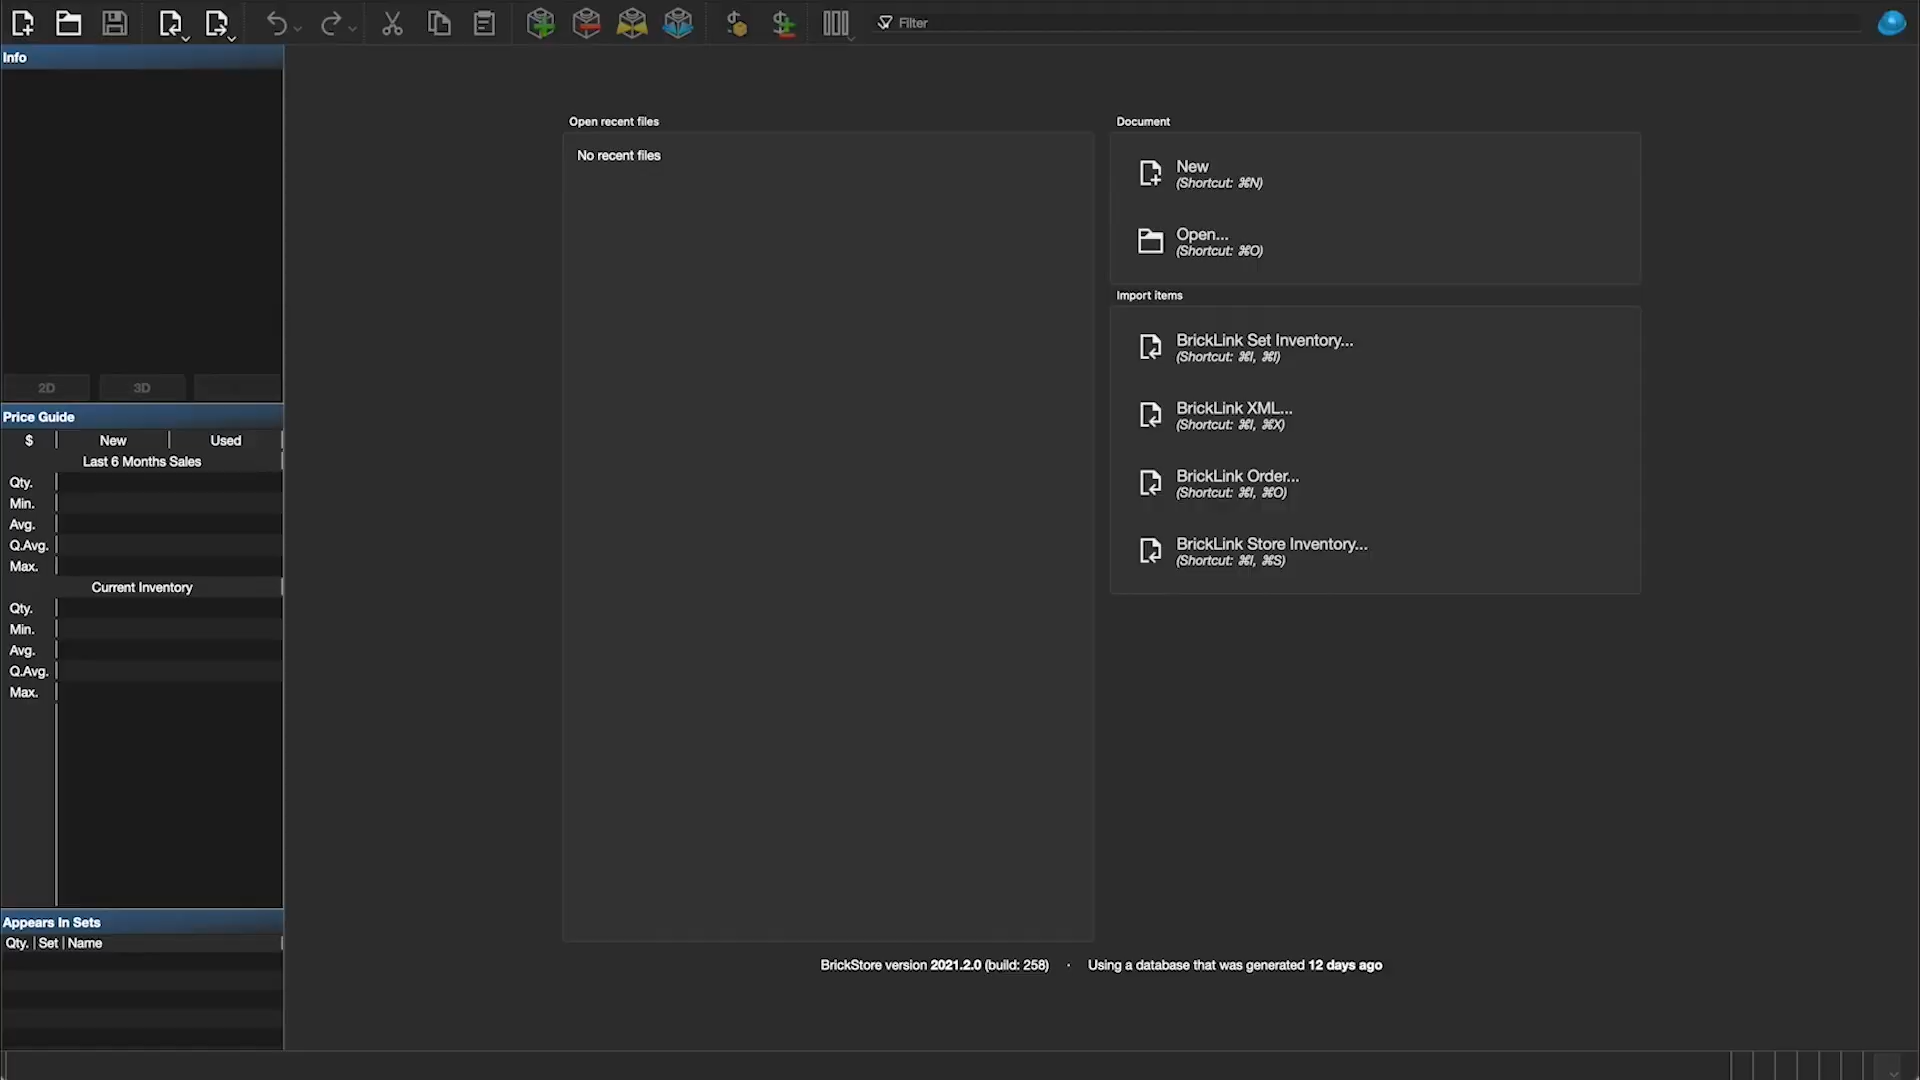 Filter
Info
2D 3D
Price Guide
$ New Used
Last 6 Months Sales
Qty.
Min.
Avg.
Q.Avg.
Max.
Current Inventory
Qty.
Min.
Avg.
Q.Avg.
Max.
Appears In Sets
Qty. Set Name
Open recent files
No recent files
Document
New
(Shortcut: ⌘N)
Open...
(Shortcut: ⌘O)
Import items
BrickLink Set Inventory...
(Shortcut: ⌘I, ⌘I)
BrickLink XML...
(Shortcut: ⌘I, ⌘X)
BrickLink Order...
(Shortcut: ⌘I, ⌘O)
BrickLink Store Inventory...
(Shortcut: ⌘I, ⌘S)
BrickStore version 2021.2.0 (build: 258) · Using a database that was generated 12 days ago